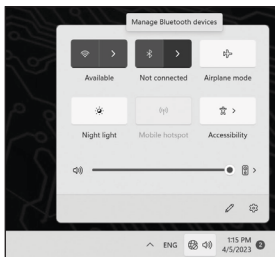 Manage Bluetooth devices
Available
Not connected
Airplane mode
Night light
Mobile hotspot
Accessibility
ENG
1:15 PM
4/5/2023
2